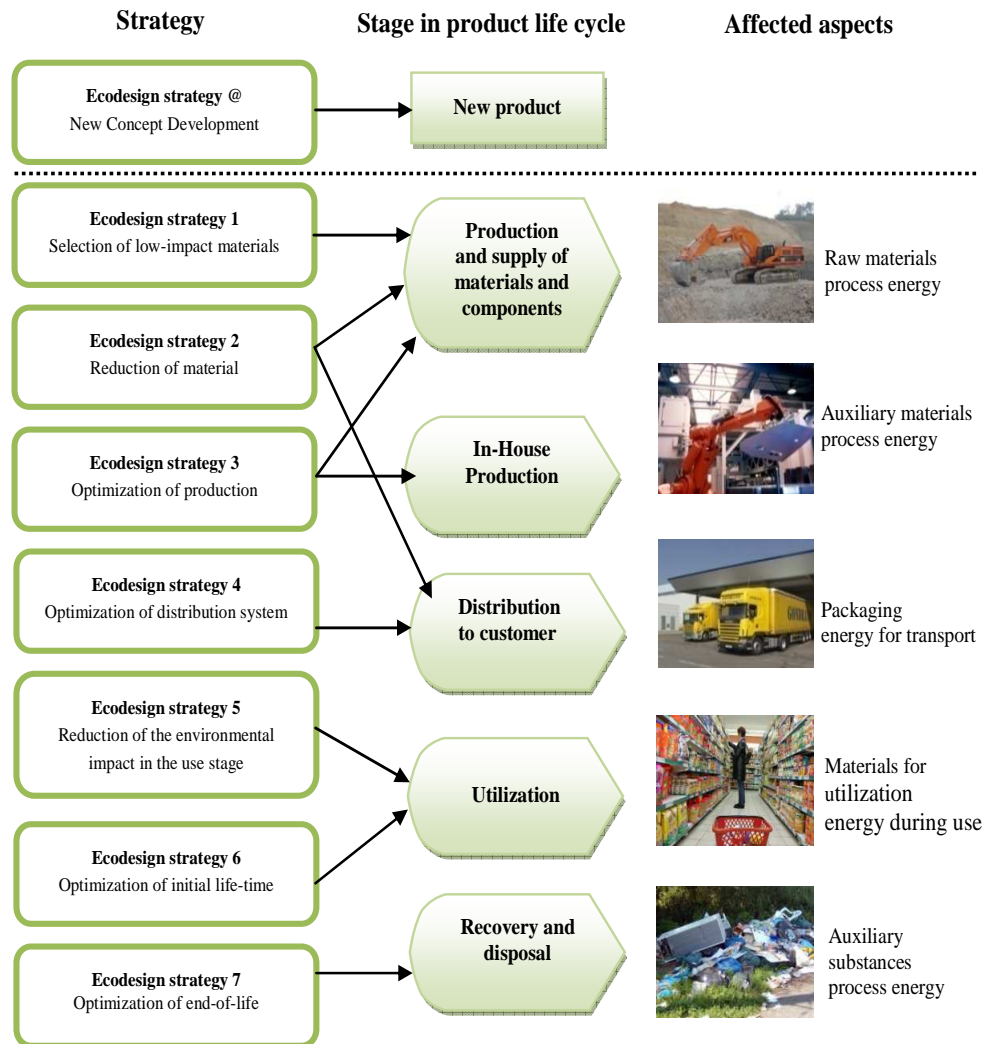 Strategy
Stage in product life cycle
Affected aspects
Ecodesign strategy @
New Concept Development
New product
Ecodesign strategy 1
Selection of low-impact materials
Production
and supply of
materials and
components
Raw materials
process energy
Ecodesign strategy 2
Reduction of material
Auxiliary materials
process energy
Ecodesign strategy 3
Optimization of production
In-House
Production
Ecodesign strategy 4
Optimization of distribution system
Distribution
to customer
Packaging
energy for transport
Ecodesign strategy 5
Reduction of the environmental
impact in the use stage
Utilization
Materials for
utilization
energy during use
Ecodesign strategy 6
Optimization of initial life-time
Recovery and
disposal
Auxiliary
substances
process energy
Ecodesign strategy 7
Optimization of end-of-life